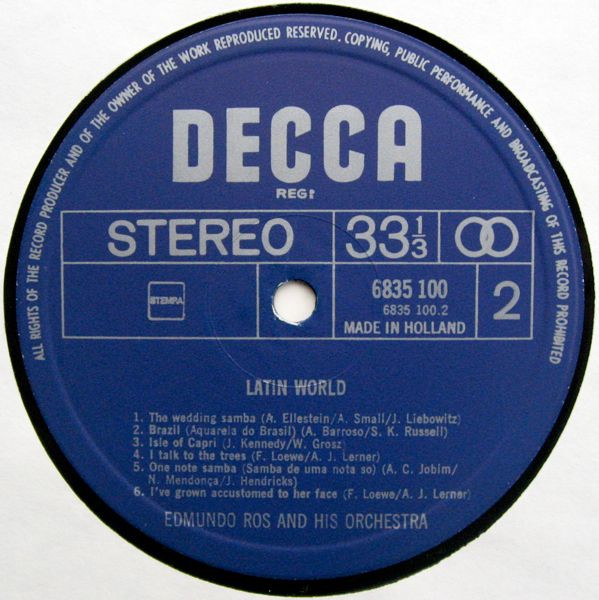 ALL RIGHTS OF THE RECORD PRODUCER AND OF THE OWNER OF THE WORK REPRODUCED RESERVED. COPYING, PUBLIC PERFORMANCE AND BROADCASTING OF THIS RECORD PROHIBITED
DECCA
REGD
STEREO
33⅓
STEMRA
6835 100
6835 100.2
MADE IN HOLLAND
2
LATIN WORLD
1. The wedding samba (A. Ellestein/A. Small/J. Liebowitz)
2. Brazil (Aquarela do Brasil) (A. Barroso/S. K. Russell)
3. Isle of Capri (J. Kennedy/W. Grosz)
4. I talk to the trees (F. Loewe/A. J. Lerner)
5. One note samba (Samba de uma nota so) (A. C. Jobim/
N. Mendonça/J. Hendricks)
6. I've grown accustomed to her face (F. Loewe/A. J. Lerner)
EDMUNDO ROS AND HIS ORCHESTRA